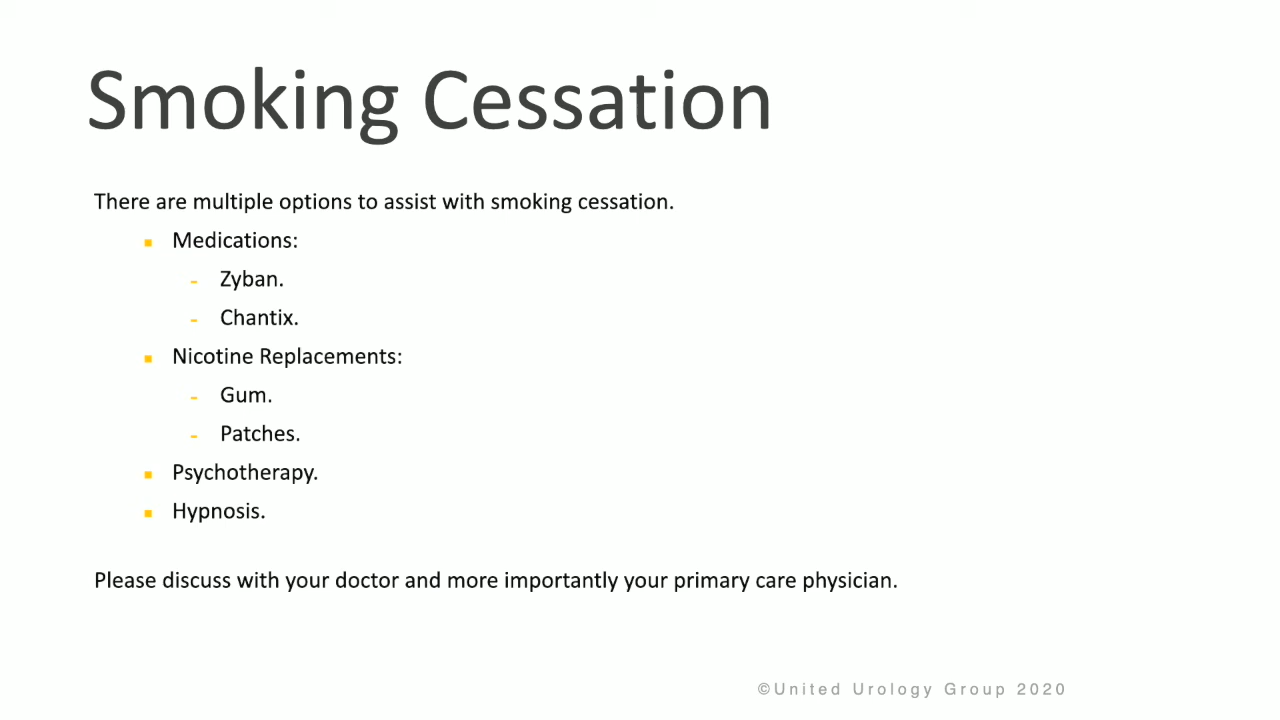 Smoking Cessation
There are multiple options to assist with smoking cessation.
▪ Medications:
- Zyban.
- Chantix.
▪ Nicotine Replacements:
- Gum.
- Patches.
▪ Psychotherapy.
▪ Hypnosis.
Please discuss with your doctor and more importantly your primary care physician.
©United Urology Group 2020